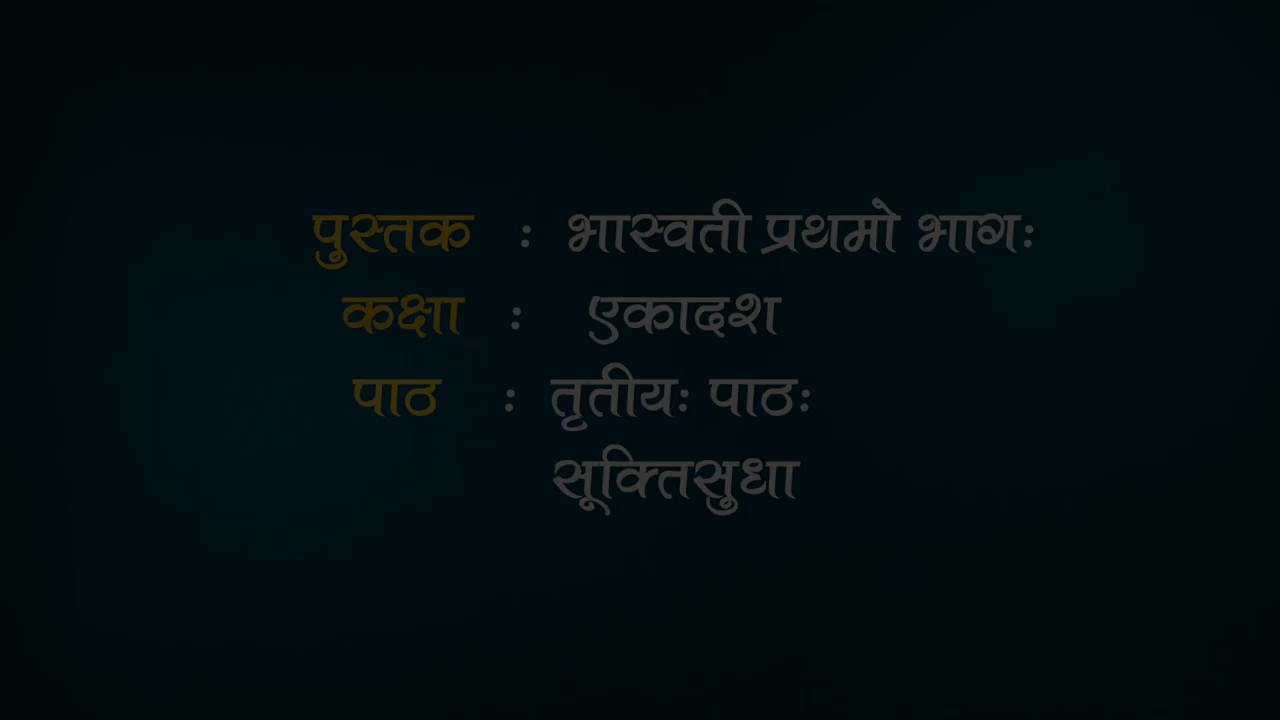 पुस्तक : भास्वती प्रथमो भागः
कक्षा : एकादश
पाठ : तृतीयः पाठः
सूक्तिसुधा